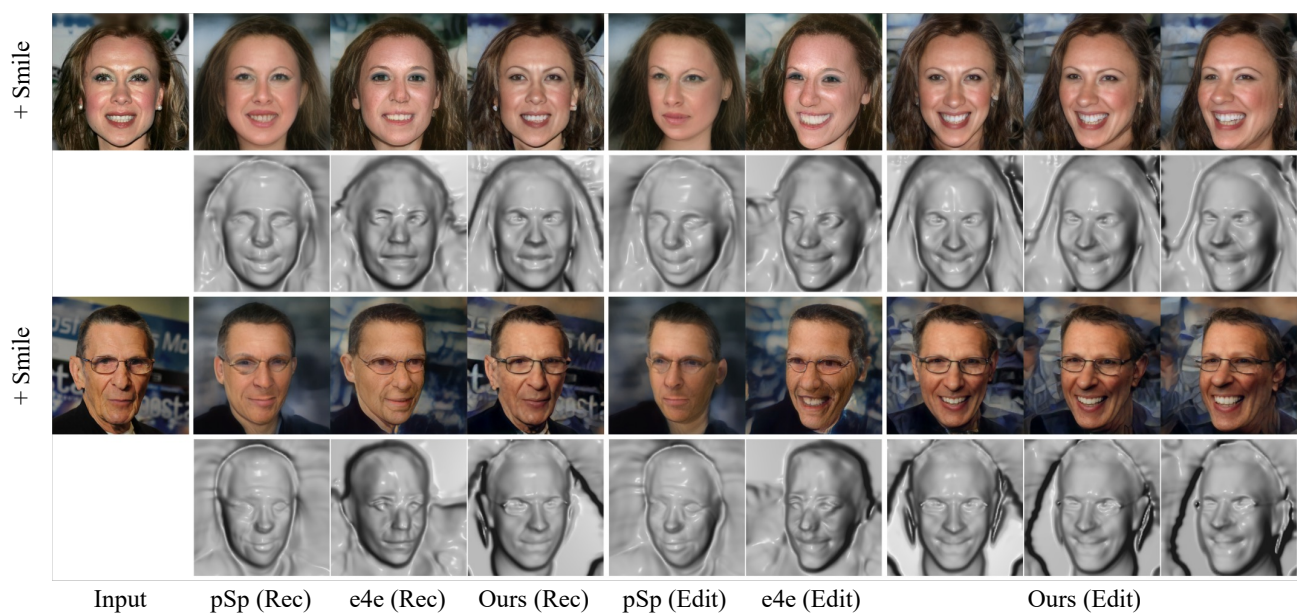 + Smile
+ Smile
Input pSp (Rec) e4e (Rec) Ours (Rec) pSp (Edit) e4e (Edit) Ours (Edit)